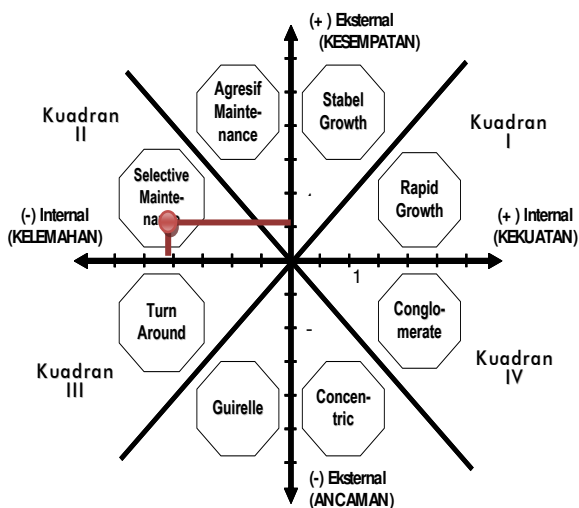 (+ ) Eksternal
(KESEMPATAN)
Agresif
Mainte-
nance
Stabel
Growth
Kuadran
II
Kuadran
I
Selective
Mainte-
Rapid
Growth
(-) Internal
(KELEMAHAN)
(+ ) Internal
(KEKUATAN)
1
Turn
Around
Conglo-
merate
Kuadran
III
Kuadran
IV
Guirelle
Concen-
tric
(-) Eksternal
(ANCAMAN)